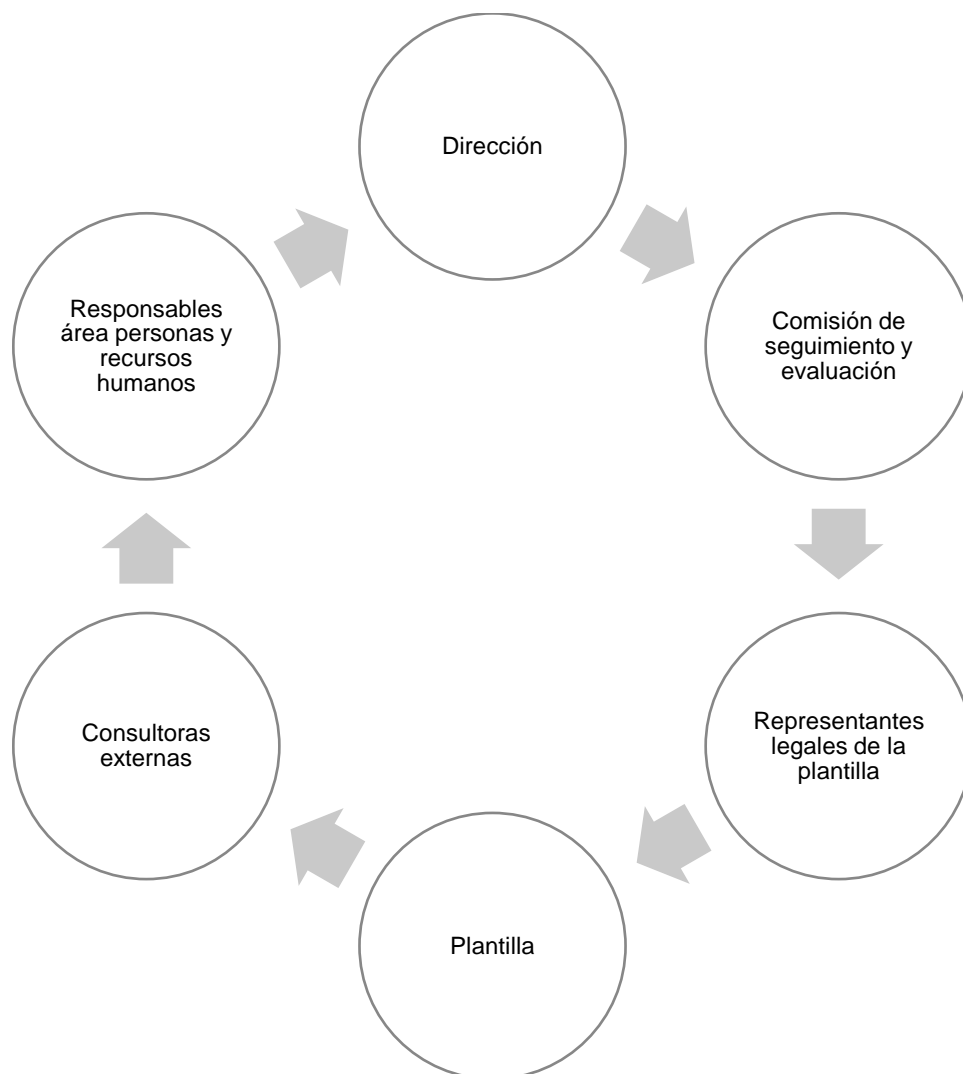 Dirección
Comisión de
seguimiento y
evaluación
Representantes
legales de la
plantilla
Plantilla
Consultoras
externas
Responsables
área personas y
recursos
humanos